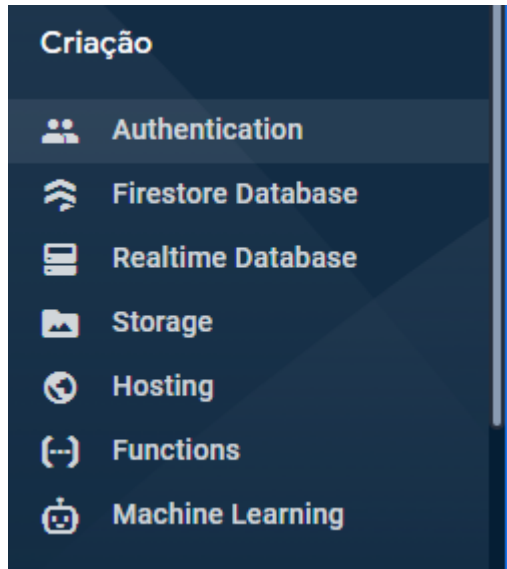 Criação
Authentication
Firestore Database
Realtime Database
Storage
Hosting
Functions
Machine Learning